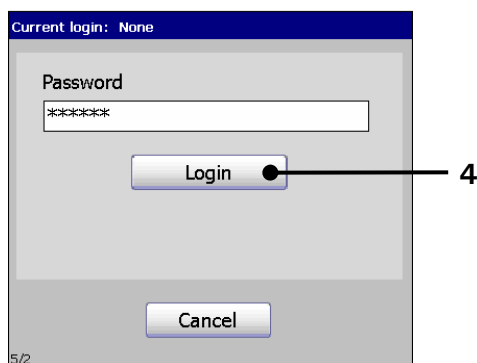 Current login: None
Password
******
Login
4
Cancel
5/2